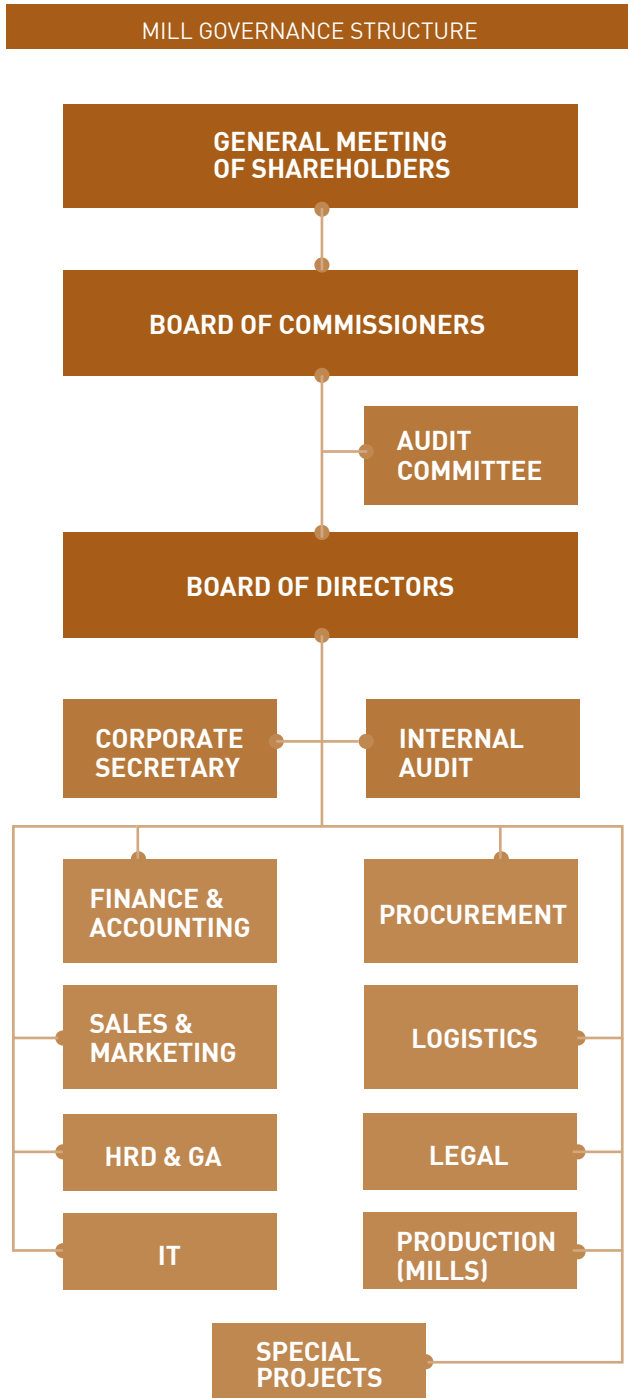 MILL GOVERNANCE STRUCTURE
GENERAL MEETING
OF SHAREHOLDERS
BOARD OF COMMISSIONERS
AUDIT
COMMITTEE
BOARD OF DIRECTORS
CORPORATE
SECRETARY
INTERNAL
AUDIT
FINANCE &
ACCOUNTING
PROCUREMENT
SALES &
MARKETING
LOGISTICS
HRD & GA
LEGAL
IT
PRODUCTION
(MILLS)
SPECIAL
PROJECTS